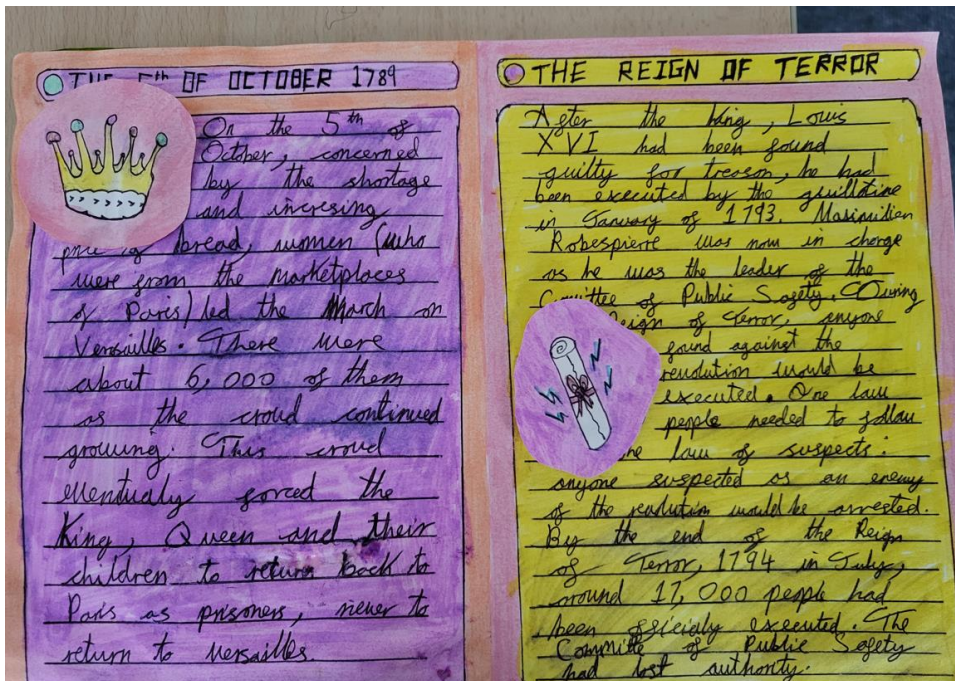 THE 5th OF OCTOBER 1789
On the 5th of
October, concerned
by the shortage
and incresing
price of bread, women (who
were from the marketplaces
of Paris) led the March on
Versailles. There were
about 6,000 of them
as the croud continued
growing. This croud
eventually forced the
King, Queen and their
children to return back to
Paris as prisoners, never to
return to Versailles.
THE REIGN OF TERROR
After the king, Louis
XVI had been found
guilty for treason, he had
been executed by the guillotine
in January of 1793. Maximilien
Robespierre was now in charge
as he was the leader of the
Comittee of Public Safety. During
Reign of Terror, anyone
found against the
revolution would be
executed. One law
people needed to follow
law of suspects:
anyone suspected as an enemy
of the revolution would be arrested.
By the end of the Reign
of Terror, 1794 in July,
around 17,000 people had
been officialy executed. The
Committe of Public Safety
had lost authority.